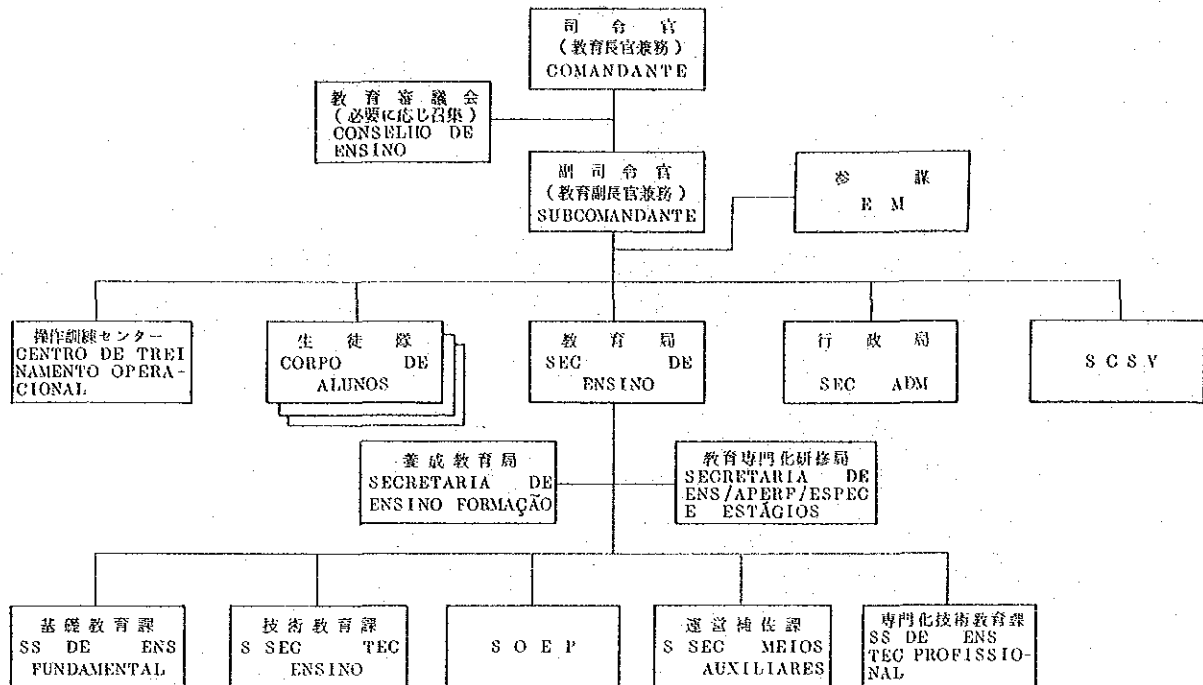 司令官
(教育長官兼務)
COMANDANTE
教育審議会
(必要に応じ召集)
CONSELHO DE
ENSINO
副司令官
(教育副長官兼務)
SUBCOMANDANTE
参謀
E M
操作訓練センター
CENTRO DE TREI
NAMENTO OPERA-
CIONAL
生徒隊
CORPO DE
ALUNOS
教育局
SEC DE
ENSINO
行政局
SEC ADM
S C S V
養成教育局
SECRETARIA DE
ENSINO FORMAÇÃO
教育専門化研修局
SECRETARIA DE
ENS/APERF/ESPEC
E ESTÁGIOS
基礎教育課
SS DE ENS
FUNDAMENTAL
技術教育課
S SEC TEC
ENSINO
S O E P
運営補佐課
S SEC MEIOS
AUXILIARES
専門化技術教育課
SS DE ENS
TEC PROFISSIO-
NAL